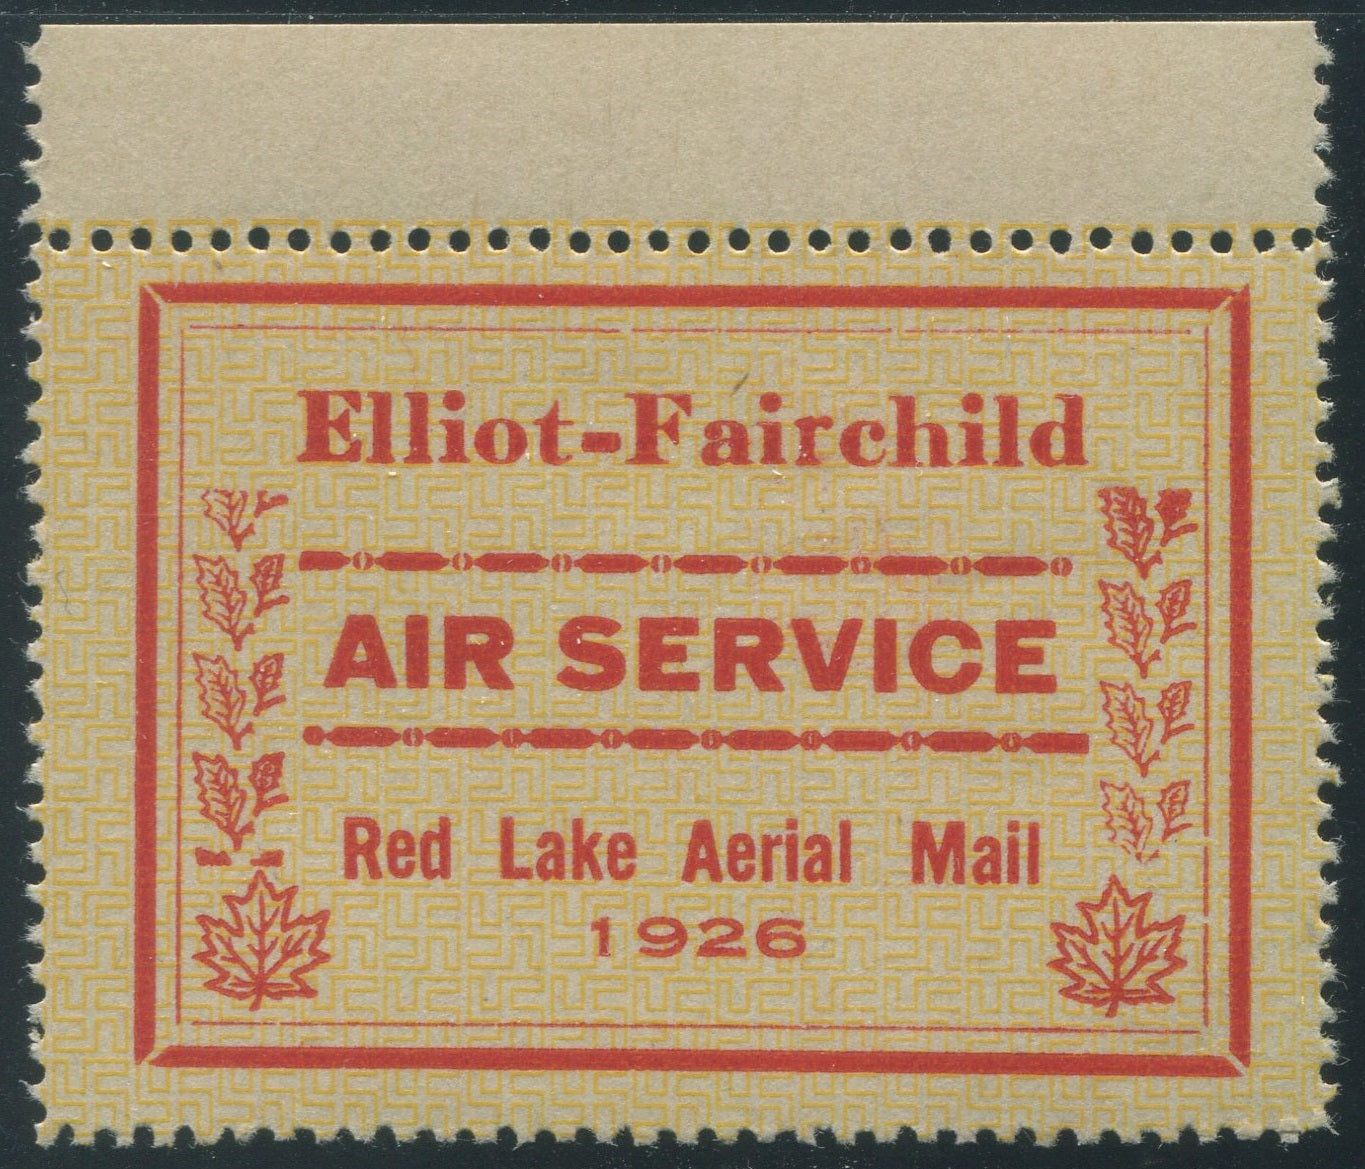 Elliot-Fairchild
AIR SERVICE
Red Lake Aerial Mail
1926